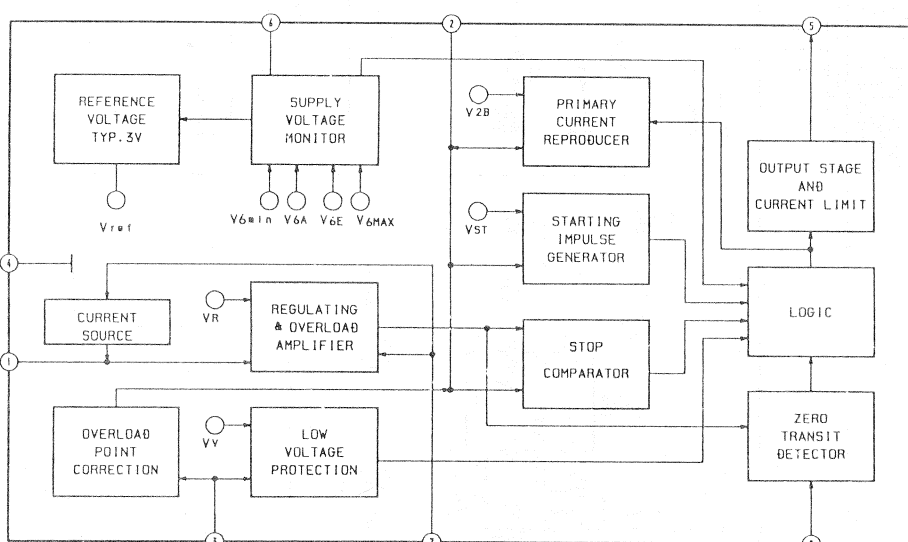 6
2
5
REFERENCE
VOLTAGE
TYP.3V
SUPPLY
VOLTAGE
MONITOR
V2B
PRIMARY
CURRENT
REPRODUCER
OUTPUT STAGE
AND
CURRENT LIMIT
Vref
V6min
V6A
V6E
V6MAX
VST
STARTING
IMPULSE
GENERATOR
4
CURRENT
SOURCE
VR
REGULATING
& OVERLOAD
AMPLIFIER
LOGIC
1
STOP
COMPARATOR
OVERLOAD
POINT
CORRECTION
VV
LOW
VOLTAGE
PROTECTION
ZERO
TRANSIT
DETECTOR